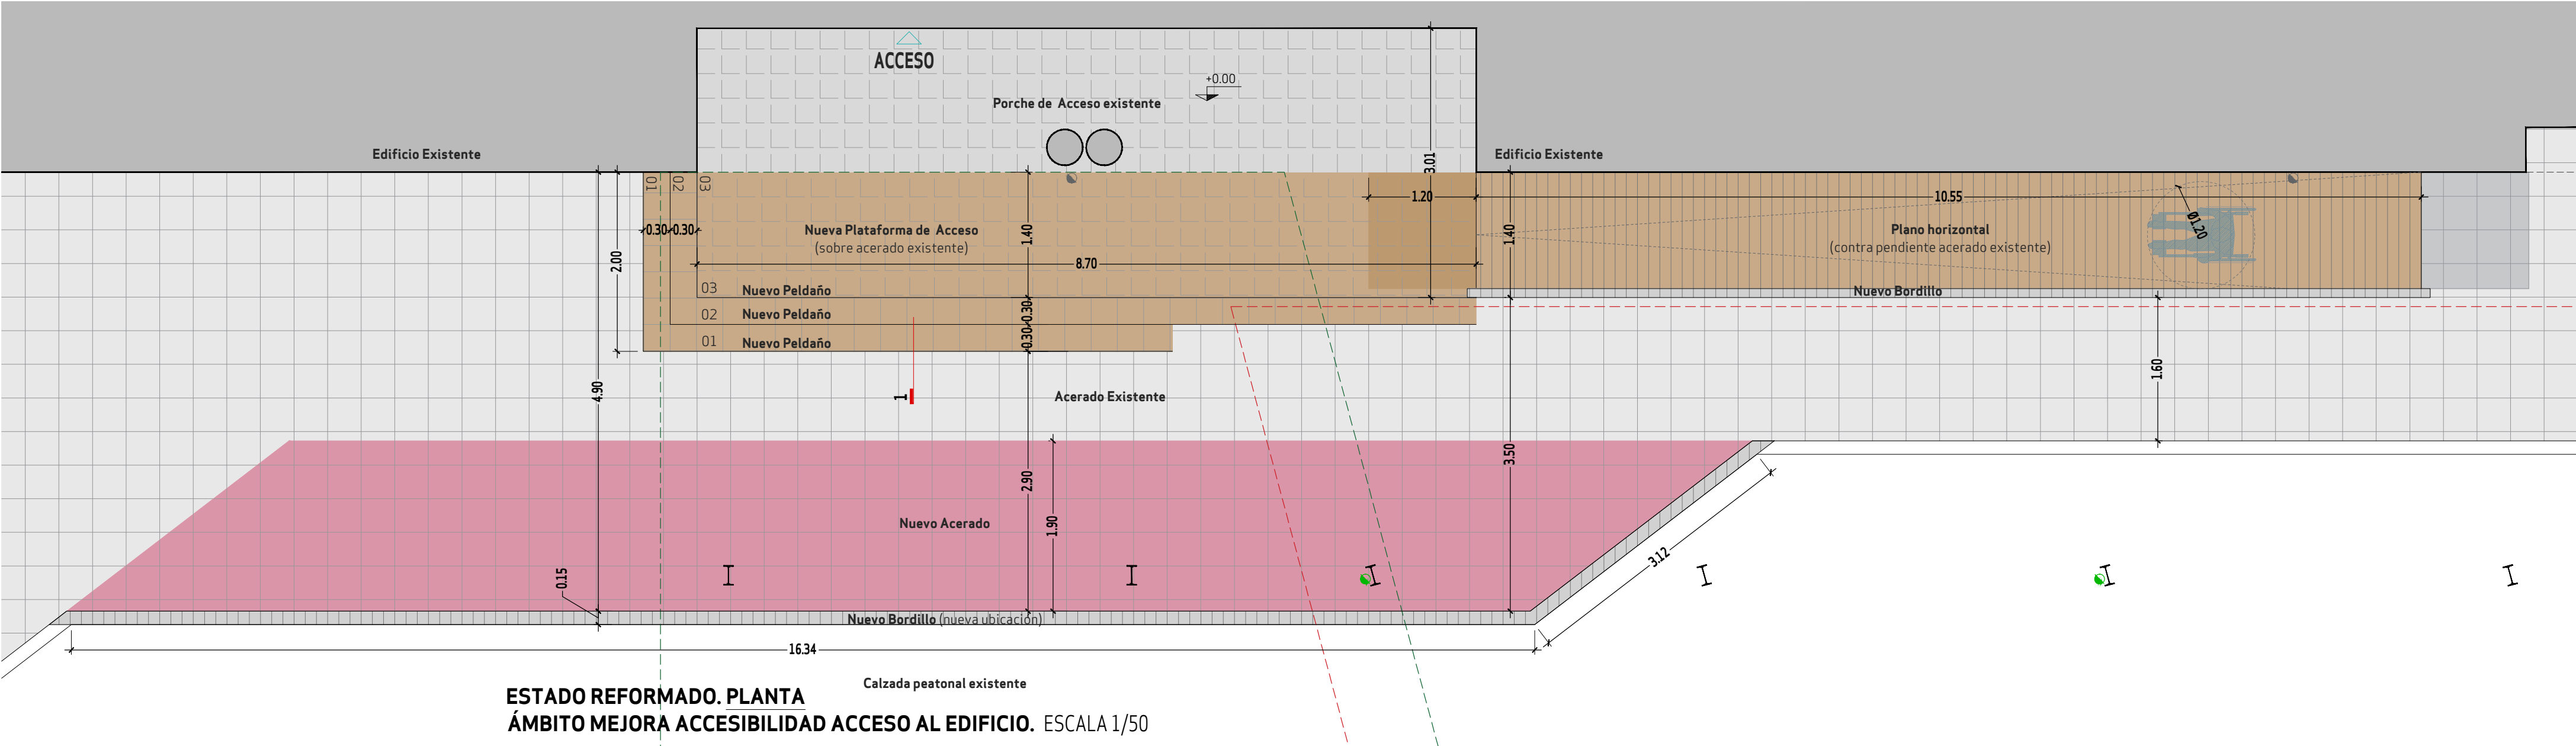 ACCESO
+0.00
Porche de Acceso existente
Edificio Existente
3.01
Edificio Existente
01
02
03
1.20
10.55
0.30
0.30
Nueva Plataforma de Acceso
(sobre acerado existente)
1.40
1.40
Plano horizontal
(contra pendiente acerado existente)
Ø1.20
2.00
8.70
03
Nuevo Peldaño
Nuevo Bordillo
02
Nuevo Peldaño
0.30
01
Nuevo Peldaño
0.30
4.90
1
Acerado Existente
1.60
3.50
2.90
1.90
Nuevo Acerado
0.15
3.12
Nuevo Bordillo (nueva ubicación)
16.34
Calzada peatonal existente
ESTADO REFORMADO. PLANTA
ÁMBITO MEJORA ACCESIBILIDAD ACCESO AL EDIFICIO. ESCALA 1/50